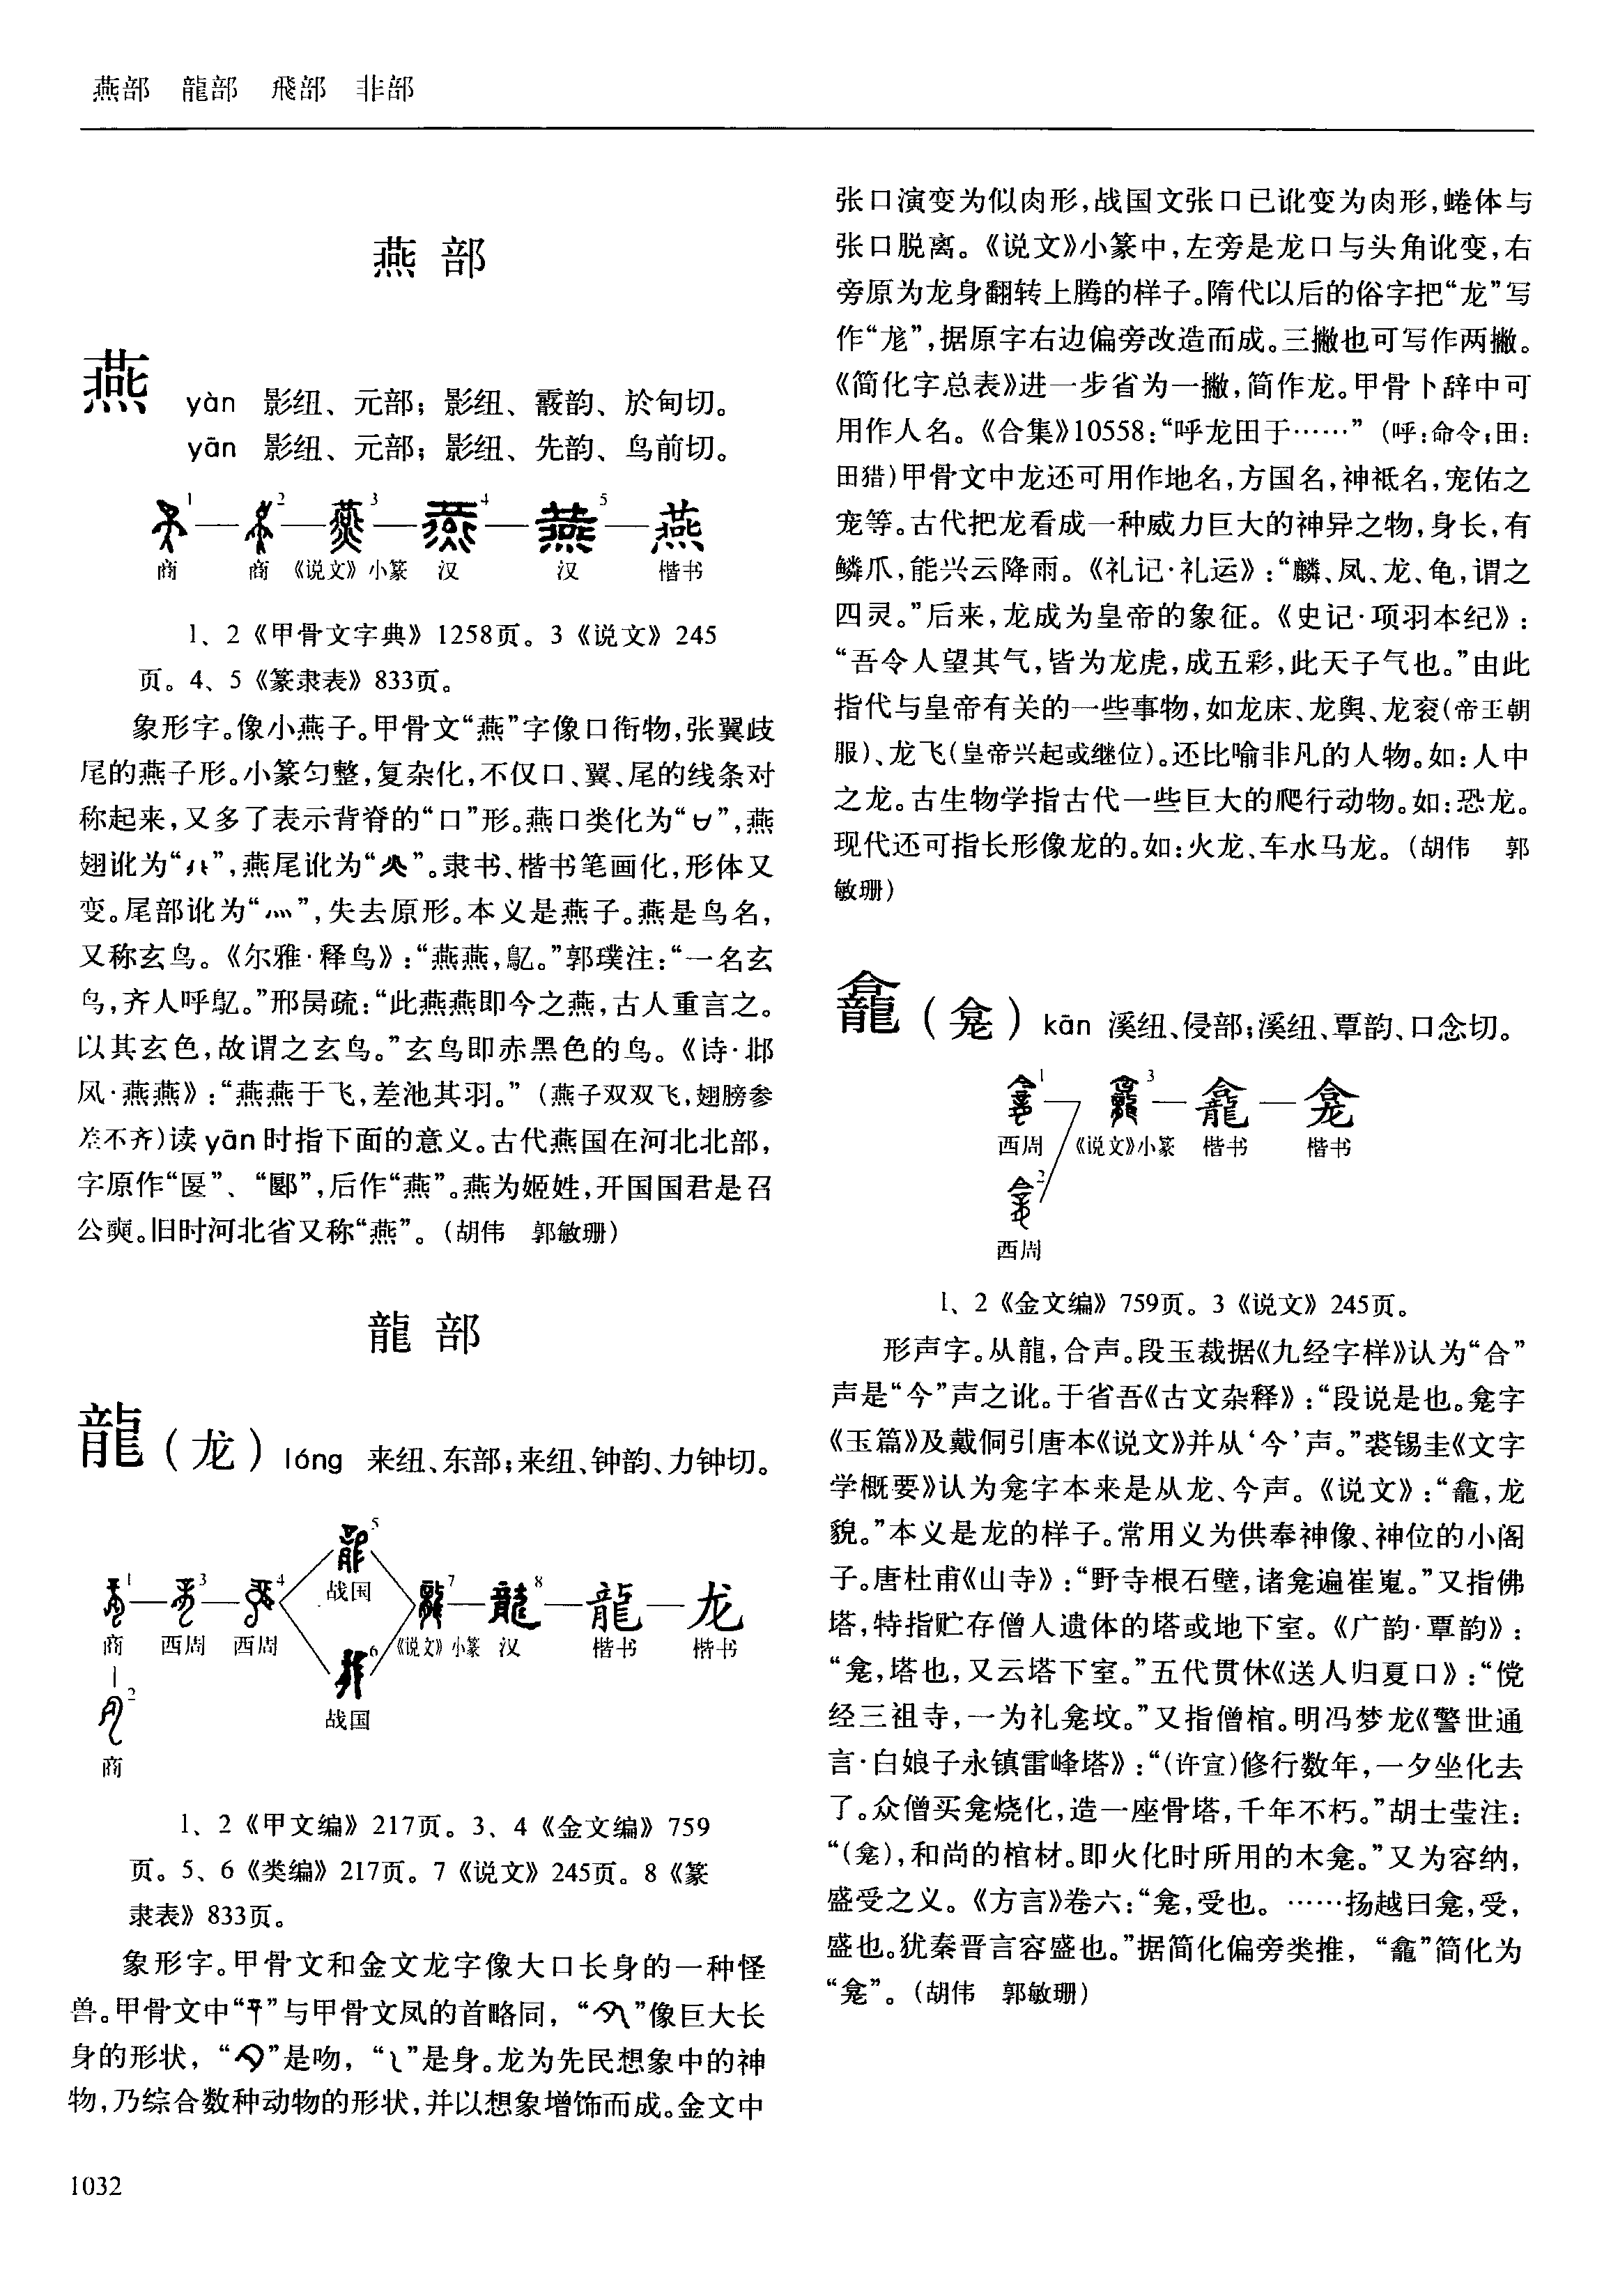 燕部　龍部　飛部　非部
燕 部
燕　yàn　影纽、元部；影纽、霰韵、於甸切。
yān　影纽、元部；影纽、先韵、鸟前切。
1 2 3 4 5 燕
商　商　《说文》小篆　汉　汉　楷书
1、2《甲骨文字典》1258页。3《说文》245
页。4、5《篆隶表》833页。
象形字。像小燕子。甲骨文“燕”字像口衔物，张翼歧
尾的燕子形。小篆匀整，复杂化，不仅口、翼、尾的线条对
称起来，又多了表示背脊的“口”形。燕口类化为“廿”，燕
翅讹为“”，燕尾讹为“”。隶书、楷书笔画化，形体又
变。尾部讹为“灬”，失去原形。本义是燕子。燕是鸟名，
又称玄鸟。《尔雅·释鸟》：“燕燕，鳦。”郭璞注：“一名玄
鸟，齐人呼鳦。”邢昺疏：“此燕燕即今之燕，古人重言之。
以其玄色，故谓之玄鸟。”玄鸟即赤黑色的鸟。《诗·邶
风·燕燕》：“燕燕于飞，差池其羽。”（燕子双双飞，翅膀参
差不齐）读 yān 时指下面的意义。古代燕国在河北北部，
字原作“匽”、“郾”，后作“燕”。燕为姬姓，开国国君是召
公奭。旧时河北省又称“燕”。（胡伟　郭敏珊）
龍 部
龍（龙）lóng　来纽、东部；来纽、钟韵、力钟切。
5
战国
1 3 4 7 8 龍 龙
商　西周　西周　《说文》小篆　汉　楷书　楷书
2 6
战国
商
1、2《甲文编》217页。3、4《金文编》759
页。5、6《类编》217页。7《说文》245页。8《篆
隶表》833页。
象形字。甲骨文和金文龙字像大口长身的一种怪
兽。甲骨文中“”与甲骨文凤的首略同，“”像巨大长
身的形状，“”是吻，“”是身。龙为先民想象中的神
物，乃综合数种动物的形状，并以想象增饰而成。金文中
张口演变为似肉形，战国文张口已讹变为肉形，蜷体与
张口脱离。《说文》小篆中，左旁是龙口与头角讹变，右
旁原为龙身翻转上腾的样子。隋代以后的俗字把“龙”写
作“尨”，据原字右边偏旁改造而成。三撇也可写作两撇。
《简化字总表》进一步省为一撇，简作龙。甲骨卜辞中可
用作人名。《合集》10558：“呼龙田于……”（呼：命令；田：
田猎）甲骨文中龙还可用作地名，方国名，神祇名，宠佑之
宠等。古代把龙看成一种威力巨大的神异之物，身长，有
鳞爪，能兴云降雨。《礼记·礼运》：“麟、凤、龙、龟，谓之
四灵。”后来，龙成为皇帝的象征。《史记·项羽本纪》：
“吾令人望其气，皆为龙虎，成五彩，此天子气也。”由此
指代与皇帝有关的一些事物，如龙床、龙舆、龙衮（帝王朝
服）、龙飞（皇帝兴起或继位）。还比喻非凡的人物。如：人中
之龙。古生物学指古代一些巨大的爬行动物。如：恐龙。
现代还可指长形像龙的。如：火龙、车水马龙。（胡伟　郭
敏珊）
龕（龛）kān　溪纽、侵部；溪纽、覃韵、口含切。
1 3 龕 龛
西周　《说文》小篆　楷书　楷书
2
西周
1、2《金文编》759页。3《说文》245页。
形声字。从龍，合声。段玉裁据《九经字样》认为“合”
声是“今”声之讹。于省吾《古文杂释》：“段说是也。龛字
《玉篇》及戴侗引唐本《说文》并从‘今’声。”裘锡圭《文字
学概要》认为龛字本来是从龙、今声。《说文》：“龕，龙
貌。”本义是龙的样子。常用义为供奉神像、神位的小阁
子。唐杜甫《山寺》：“野寺根石壁，诸龛遍崔嵬。”又指佛
塔，特指贮存僧人遗体的塔或地下室。《广韵·覃韵》：
“龛，塔也，又云塔下室。”五代贯休《送人归夏口》：“傥
经三祖寺，一为礼龛坟。”又指僧棺。明冯梦龙《警世通
言·白娘子永镇雷峰塔》：“（许宣）修行数年，一夕坐化去
了。众僧买龛烧化，造一座骨塔，千年不朽。”胡士莹注：
“（龛），和尚的棺材。即火化时所用的木龛。”又为容纳，
盛受之义。《方言》卷六：“龛，受也。……扬越曰龛，受，
盛也。犹秦晋言容盛也。”据简化偏旁类推，“龕”简化为
“龛”。（胡伟　郭敏珊）
1032